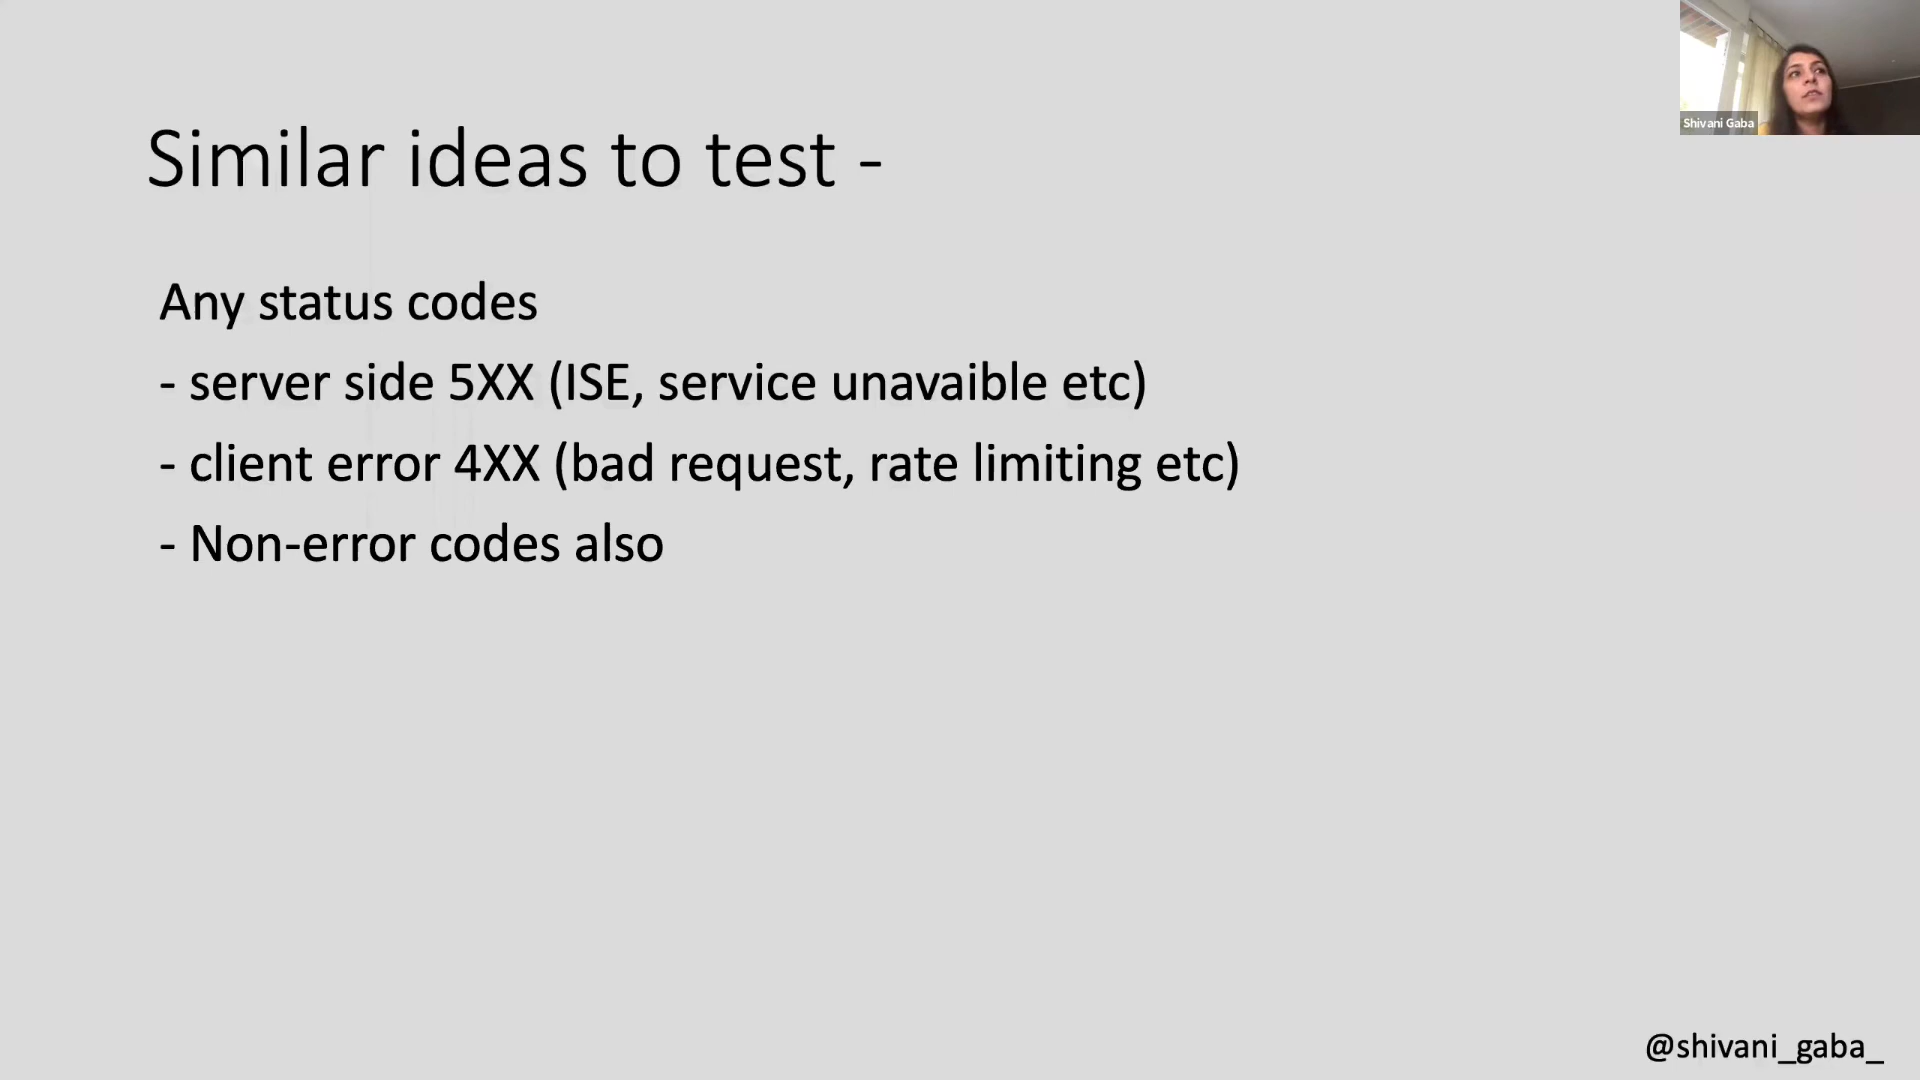 Similar ideas to test -
Shivani Gaba
Any status codes
- server side 5XX (ISE, service unavaible etc)
- client error 4XX (bad request, rate limiting etc)
- Non-error codes also
@shivani_gaba_